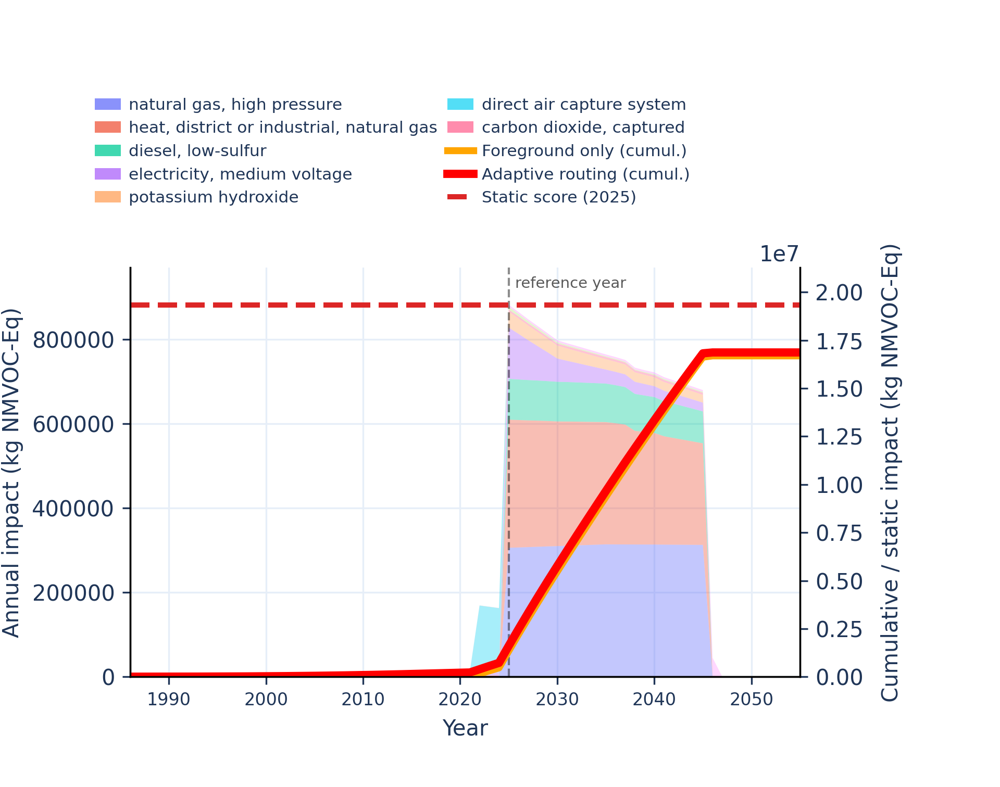 natural gas, high pressure
heat, district or industrial, natural gas
diesel, low-sulfur
electricity, medium voltage
potassium hydroxide
direct air capture system
carbon dioxide, captured
Foreground only (cumul.)
Adaptive routing (cumul.)
Static score (2025)
1e7
reference year
Annual impact (kg NMVOC-Eq)
800000
600000
400000
200000
0
2.00
1.75
1.50
1.25
1.00
0.75
0.50
0.25
0.00
Cumulative / static impact (kg NMVOC-Eq)
1990
2000
2010
2020
2030
2040
2050
Year